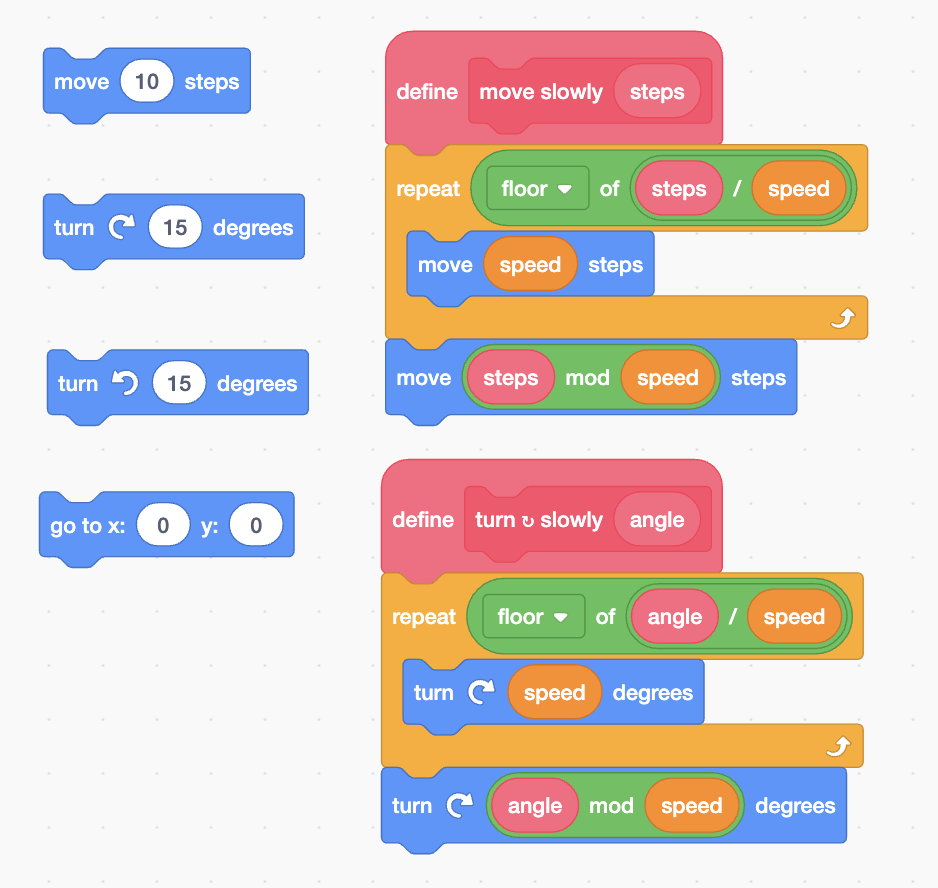 move 10 steps
turn 15 degrees
turn 15 degrees
go to x: 0 y: 0
define move slowly steps
repeat floor of steps / speed
move speed steps
move steps mod speed steps
define turn ↻ slowly angle
repeat floor of angle / speed
turn speed degrees
turn angle mod speed degrees